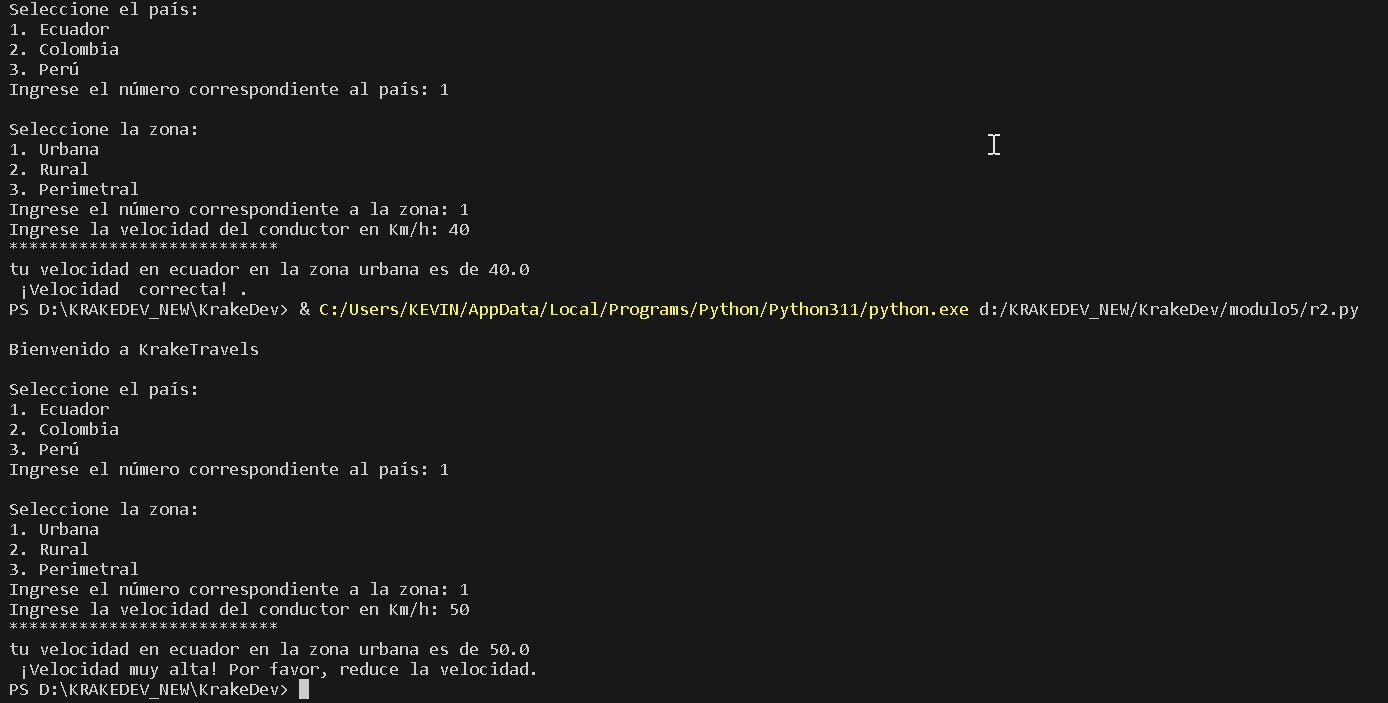 Seleccione el país:
1. Ecuador
2. Colombia
3. Perú
Ingrese el número correspondiente al país: 1
Seleccione la zona:
1. Urbana
2. Rural
3. Perimetral
Ingrese el número correspondiente a la zona: 1
Ingrese la velocidad del conductor en Km/h: 40
***************************
tu velocidad en ecuador en la zona urbana es de 40.0
 ¡Velocidad  correcta! .
PS D:\KRAKEDEV_NEW\KrakeDev> & C:/Users/KEVIN/AppData/Local/Programs/Python/Python311/python.exe d:/KRAKEDEV_NEW/KrakeDev/modulo5/r2.py
Bienvenido a KrakeTravels
Seleccione el país:
1. Ecuador
2. Colombia
3. Perú
Ingrese el número correspondiente al país: 1
Seleccione la zona:
1. Urbana
2. Rural
3. Perimetral
Ingrese el número correspondiente a la zona: 1
Ingrese la velocidad del conductor en Km/h: 50
***************************
tu velocidad en ecuador en la zona urbana es de 50.0
 ¡Velocidad muy alta! Por favor, reduce la velocidad.
PS D:\KRAKEDEV_NEW\KrakeDev>